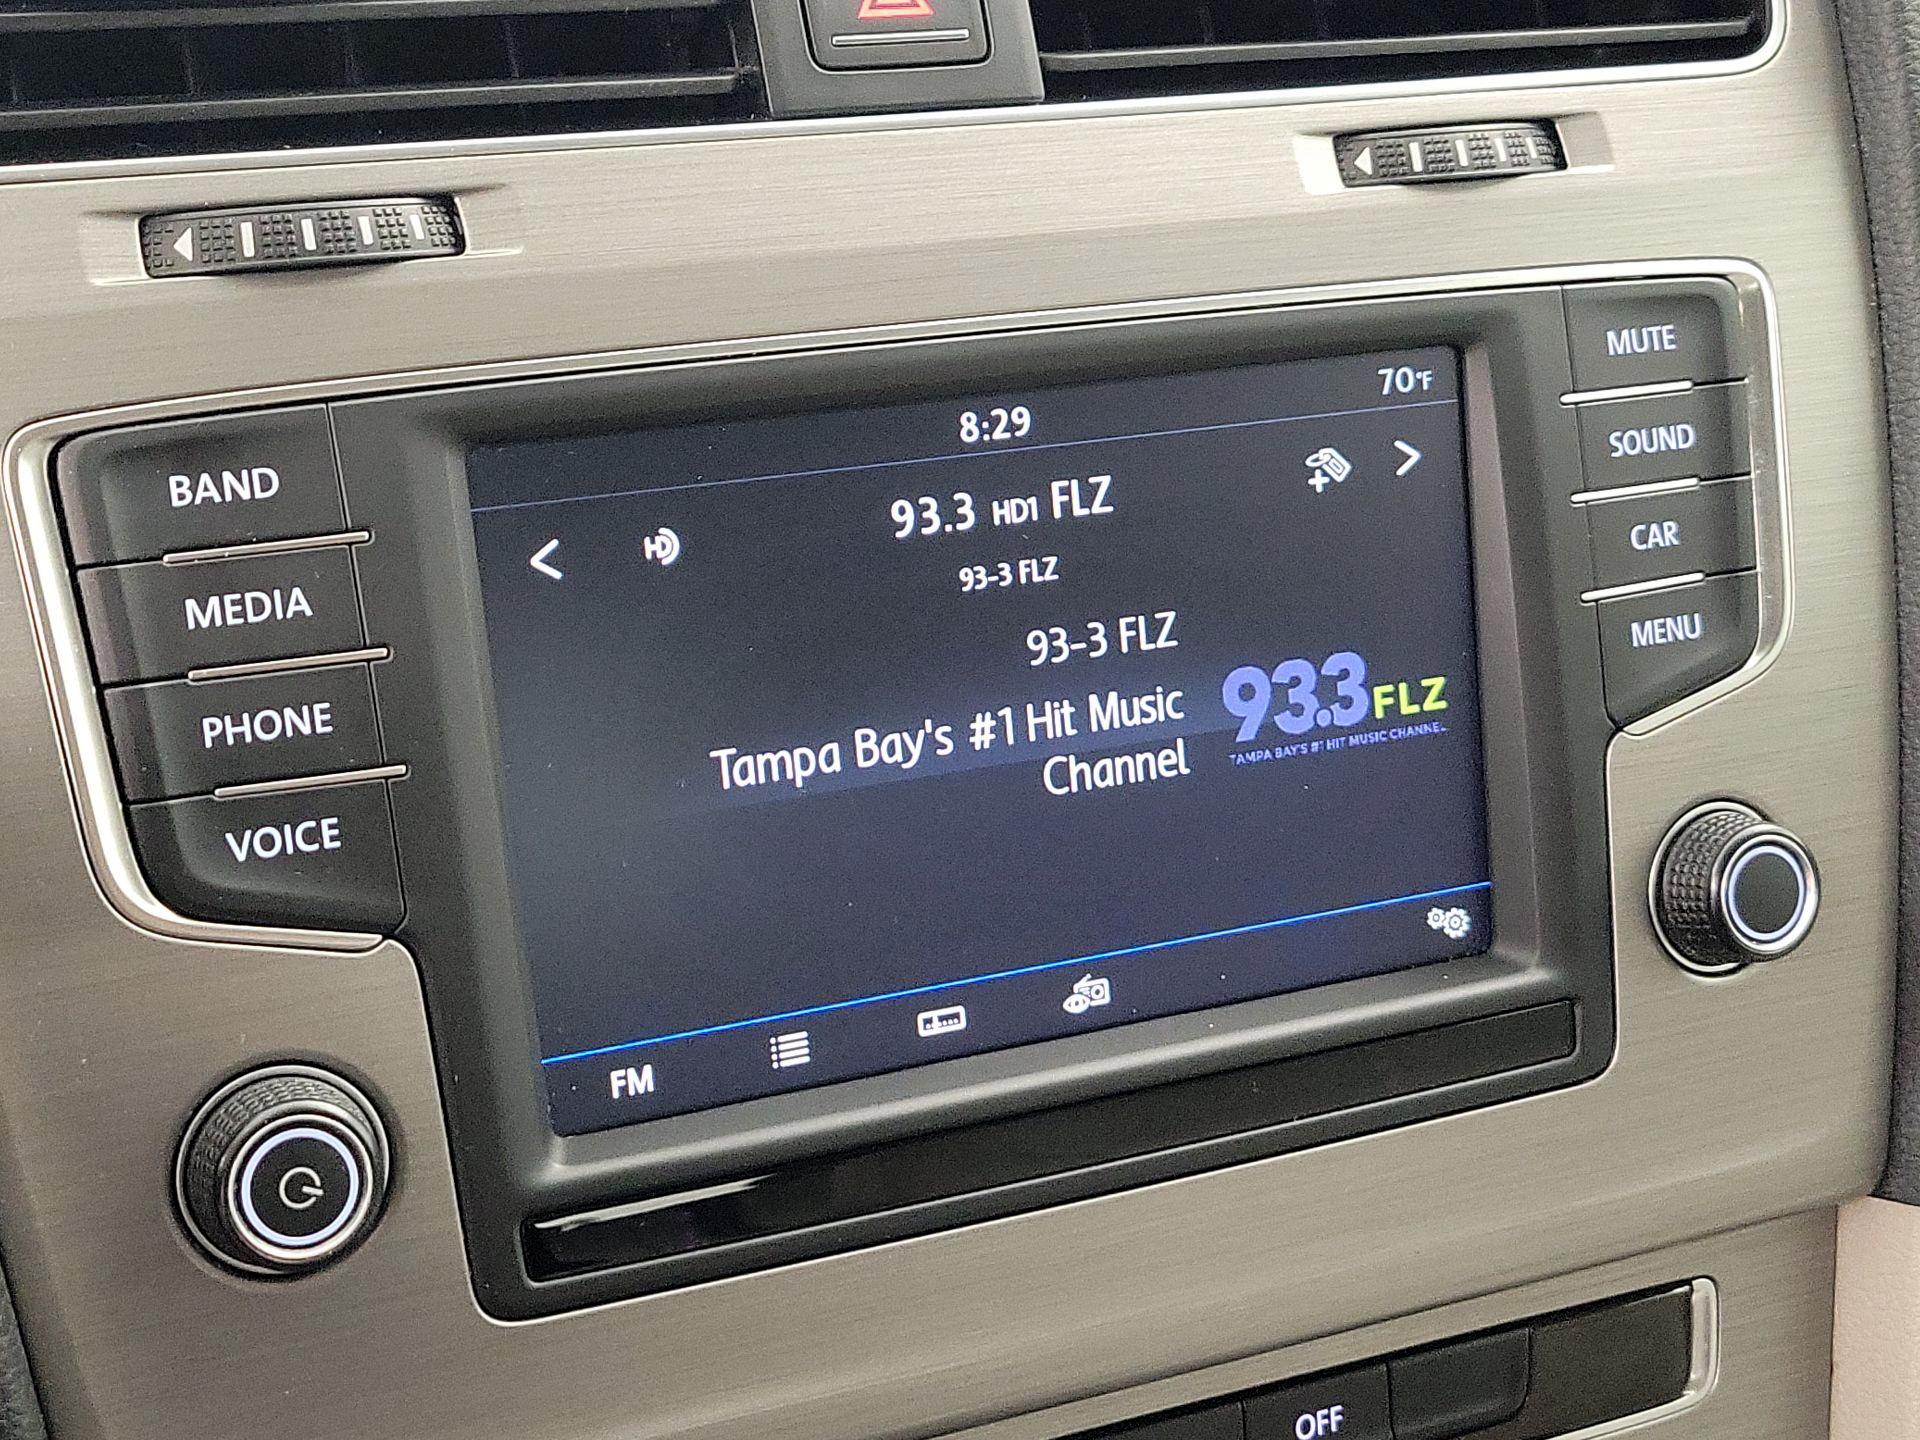 70°F
8:29
93.3 HD1 FLZ
HD
93-3 FLZ
93-3 FLZ
Tampa Bay's #1 Hit Music
Channel
93.3 FLZ
TAMPA BAY'S #1 HIT MUSIC CHANNEL
FM
BAND
MEDIA
PHONE
VOICE
MUTE
SOUND
CAR
MENU
OFF